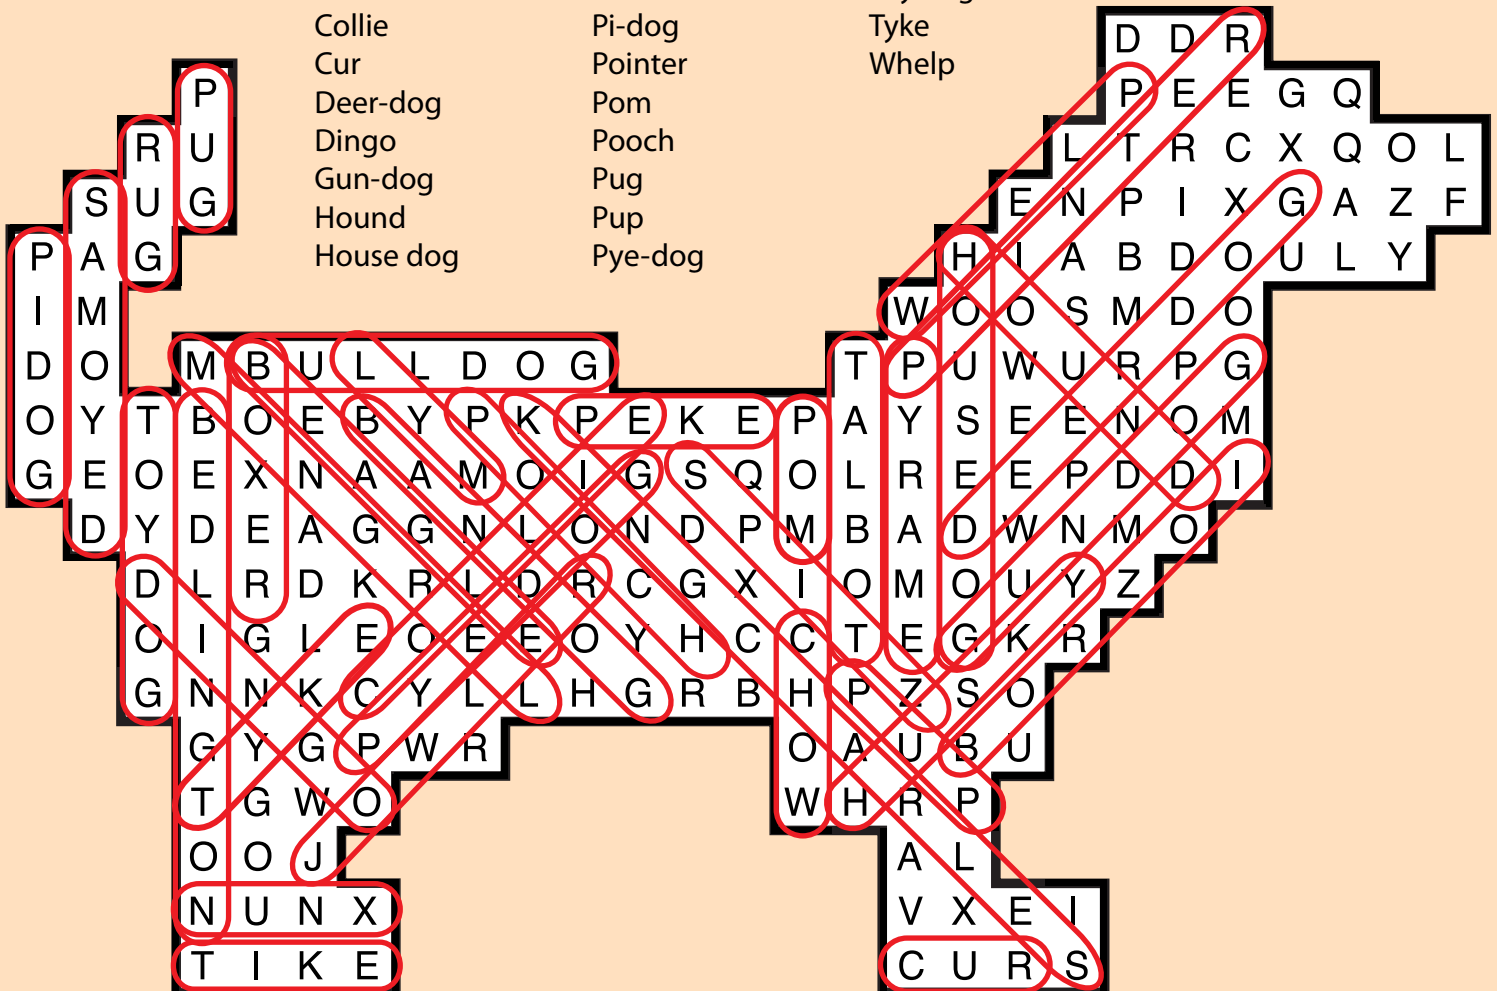 Collie
Cur
Deer-dog
Dingo
Gun-dog
Hound
House dog
Pi-dog
Pointer
Pom
Pooch
Pug
Pup
Pye-dog
Tyke
Whelp
D D R
P P E E G Q
R U L T R C X Q O L
S U G E N P I X G A Z F
P A G H I A B D O U L Y
I M W O O S M D O
D O M B U L L D O G T P U W U R P G
O Y T B O E B Y P K P E K E P A Y S E E N O M
G E O E X N A A M O I G S Q O L R E E P D D I
D Y D E A G G N L O N D P M B A D W N M O
D L R D K R L D R C G X I O M O U Y Z
O I G L E O E E O Y H C C T E G K R
G N N K C Y L L H G R B H P Z S O
G Y G P W R O A U B U
T G W O W H R P
O O J A L
N U N X V X E I
T I K E C U R S